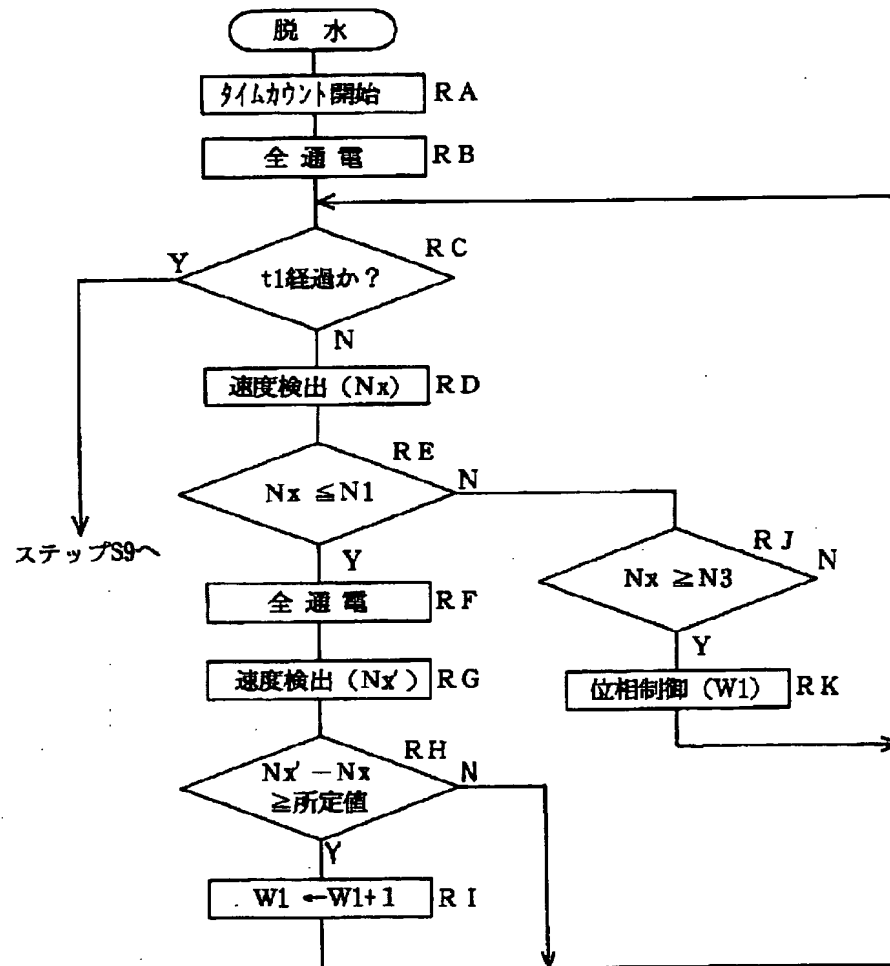 脱水
タイムカウント開始 RA
全通電 RB
RC
Y
t1経過か?
N
速度検出(Nx) RD
RE
Nx ≦N1
N
ステップS9へ
Y
RJ
N
Nx ≧N3
全通電 RF
Y
速度検出(Nx') RG
位相制御(W1) RK
RH
Nx'-Nx
N
≧所定値
Y
W1 ←W1+1 RI